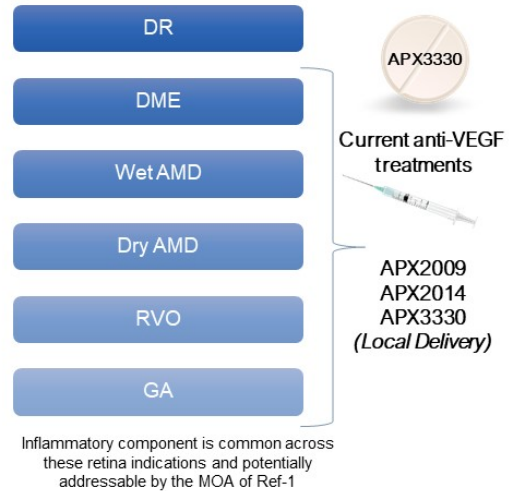 DR
DME
Wet AMD
Dry AMD
RVO
GA
Inflammatory component is common across
these retina indications and potentially
addressable by the MOA of Ref-1
APX3330
Current anti-VEGF
treatments
APX2009
APX2014
APX3330
(Local Delivery)